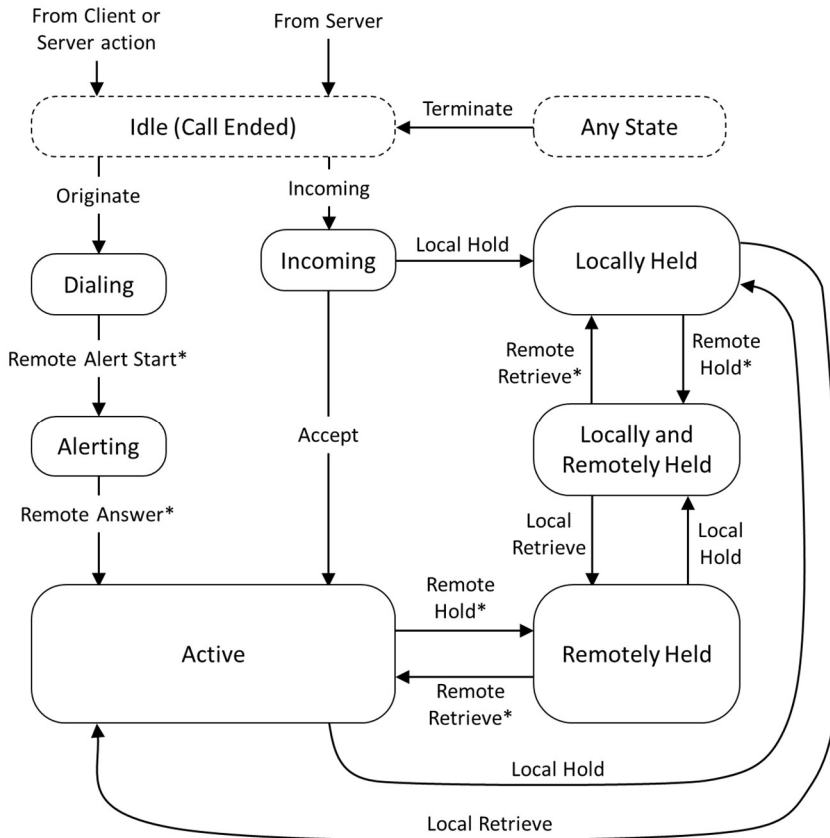 From Client or
Server action
From Server
Idle (Call Ended)
Terminate
Any State
Originate
Incoming
Dialing
Incoming
Local Hold
Locally Held
Remote Alert Start*
Remote
Retrieve*
Remote
Hold*
Alerting
Accept
Locally and
Remotely Held
Remote Answer*
Local
Retrieve
Local
Hold
Active
Remote
Hold*
Remotely Held
Remote
Retrieve*
Local Hold
Local Retrieve